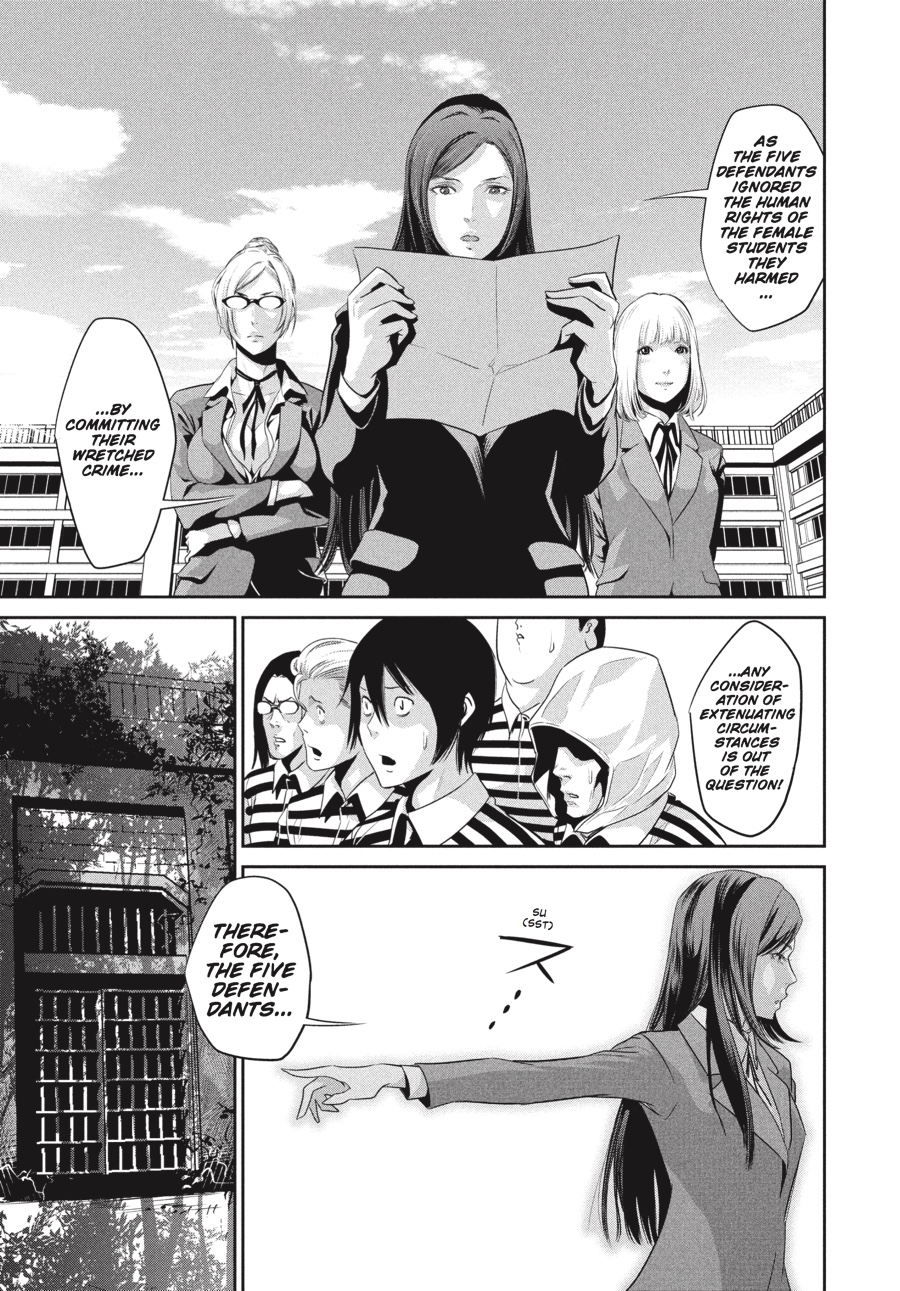 AS
THE FIVE
DEFENDANTS
IGNORED
THE HUMAN
RIGHTS OF
THE FEMALE
STUDENTS
THEY
HARMED
...
...BY
COMMITTING
THEIR
WRETCHED
CRIME...
...ANY
CONSIDER-
ATION OF
EXTENUATING
CIRCUM-
STANCES
IS OUT
OF THE
QUESTION!
SU
(SST)
ス
THERE-
FORE,
THE FIVE
DEFEN-
DANTS...